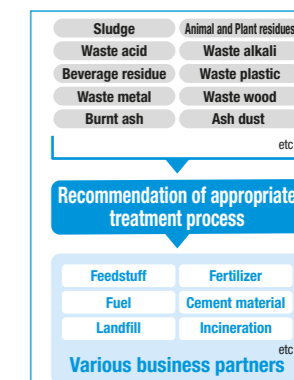 Sludge Animal and Plant residues
Waste acid Waste alkali
Beverage residue Waste plastic
Waste metal Waste wood
Burnt ash Ash dust
etc
Recommendation of appropriate
treatment process
Feedstuff Fertilizer
Fuel Cement material
Landfill Incineration
etc
Various business partners